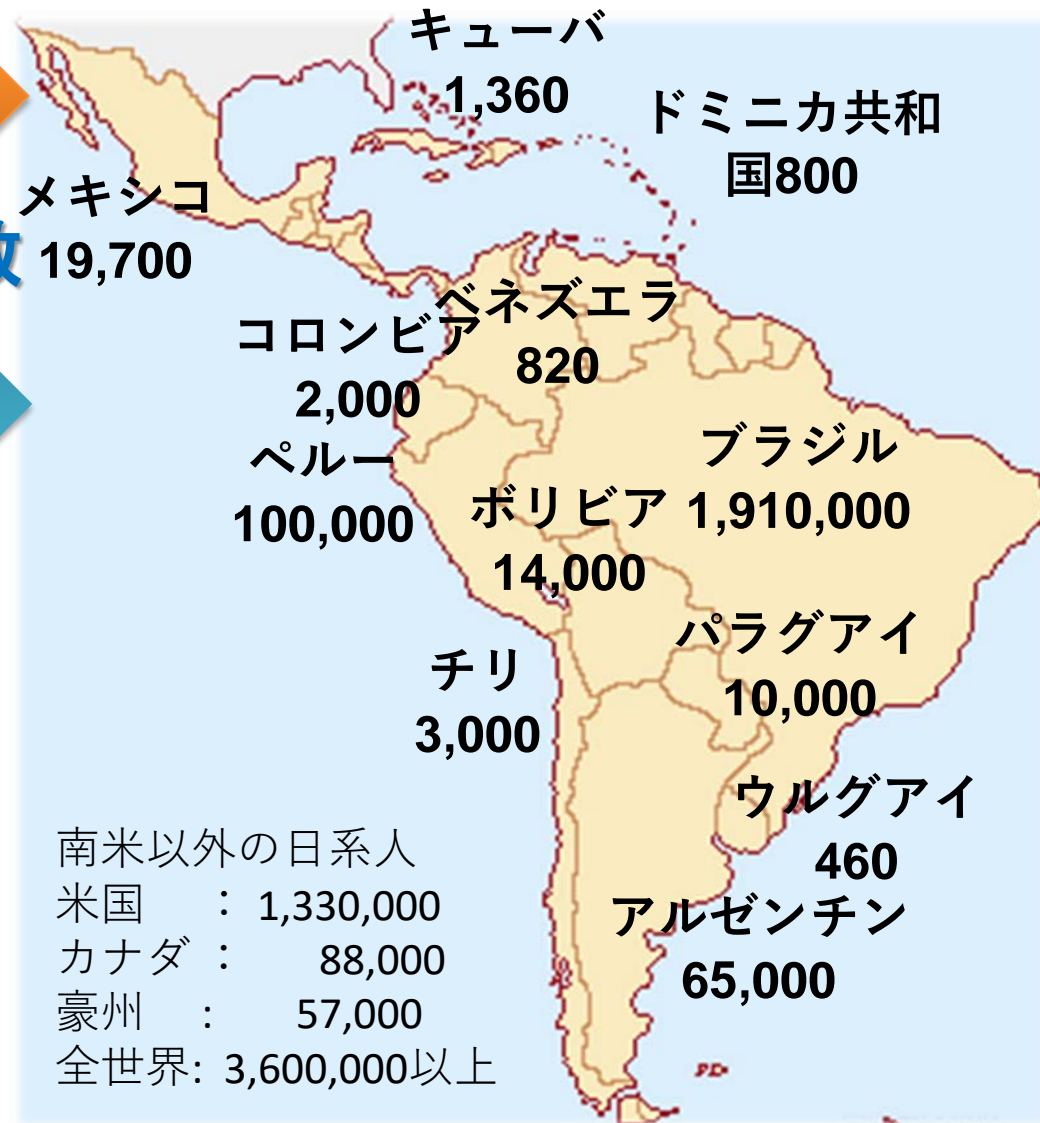 キューバ
1,360
ドミニカ共和
国800
メキシコ
数 19,700
ベネズエラ
820
コロンビア
2,000
ペルー
100,000
ブラジル
1,910,000
ボリビア
14,000
パラグアイ
10,000
チリ
3,000
ウルグアイ
460
アルゼンチン
65,000
南米以外の日系人
米国 : 1,330,000
カナダ : 88,000
豪州 : 57,000
全世界: 3,600,000以上